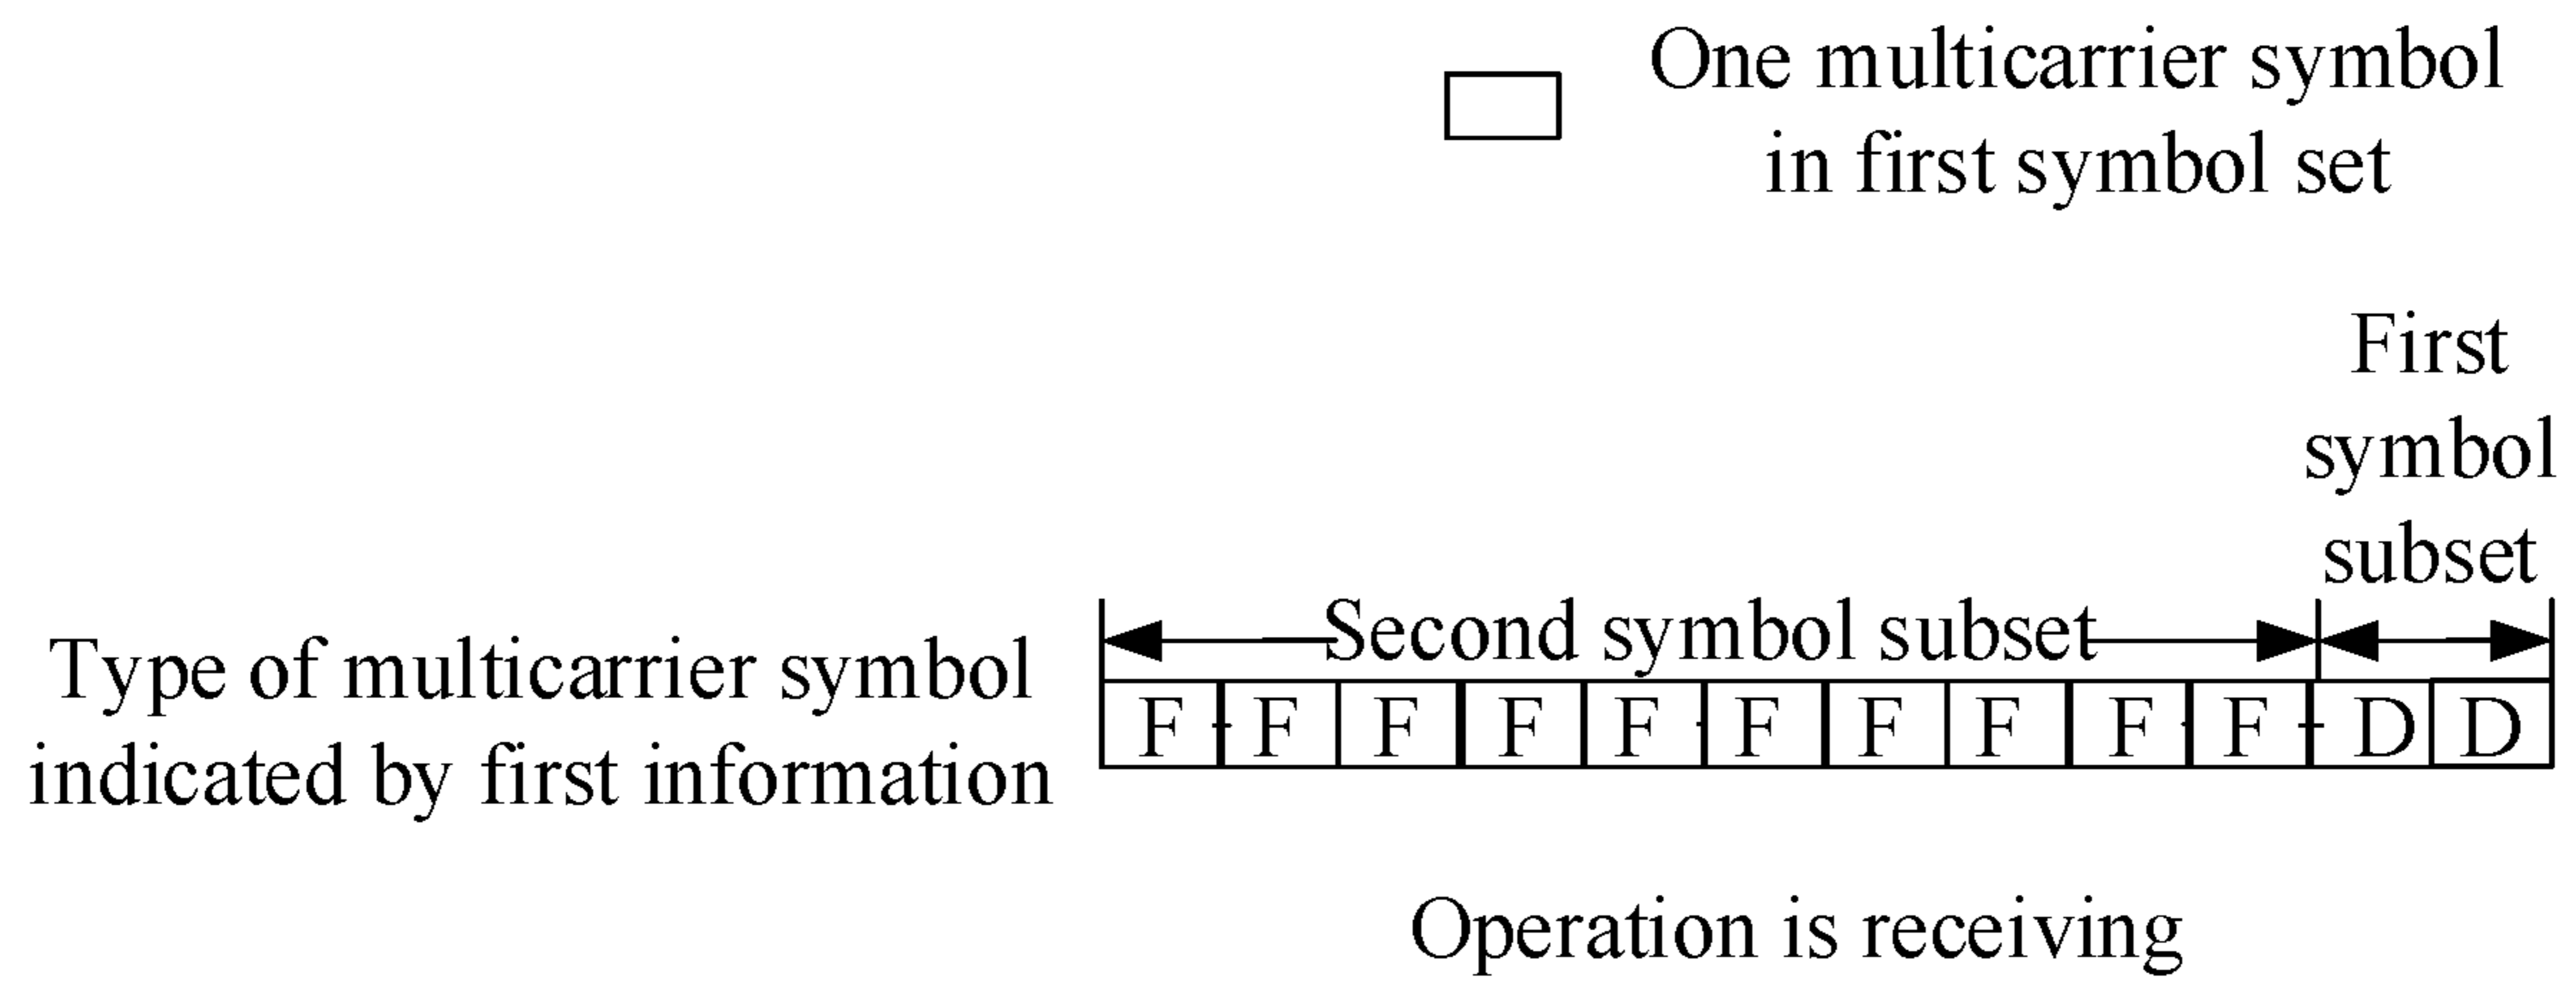 One multicarrier symbol
in first symbol set
First
symbol
subset
Second symbol subset
Type of multicarrier symbol
indicated by first information
F F F F F F F F F F D D
Operation is receiving